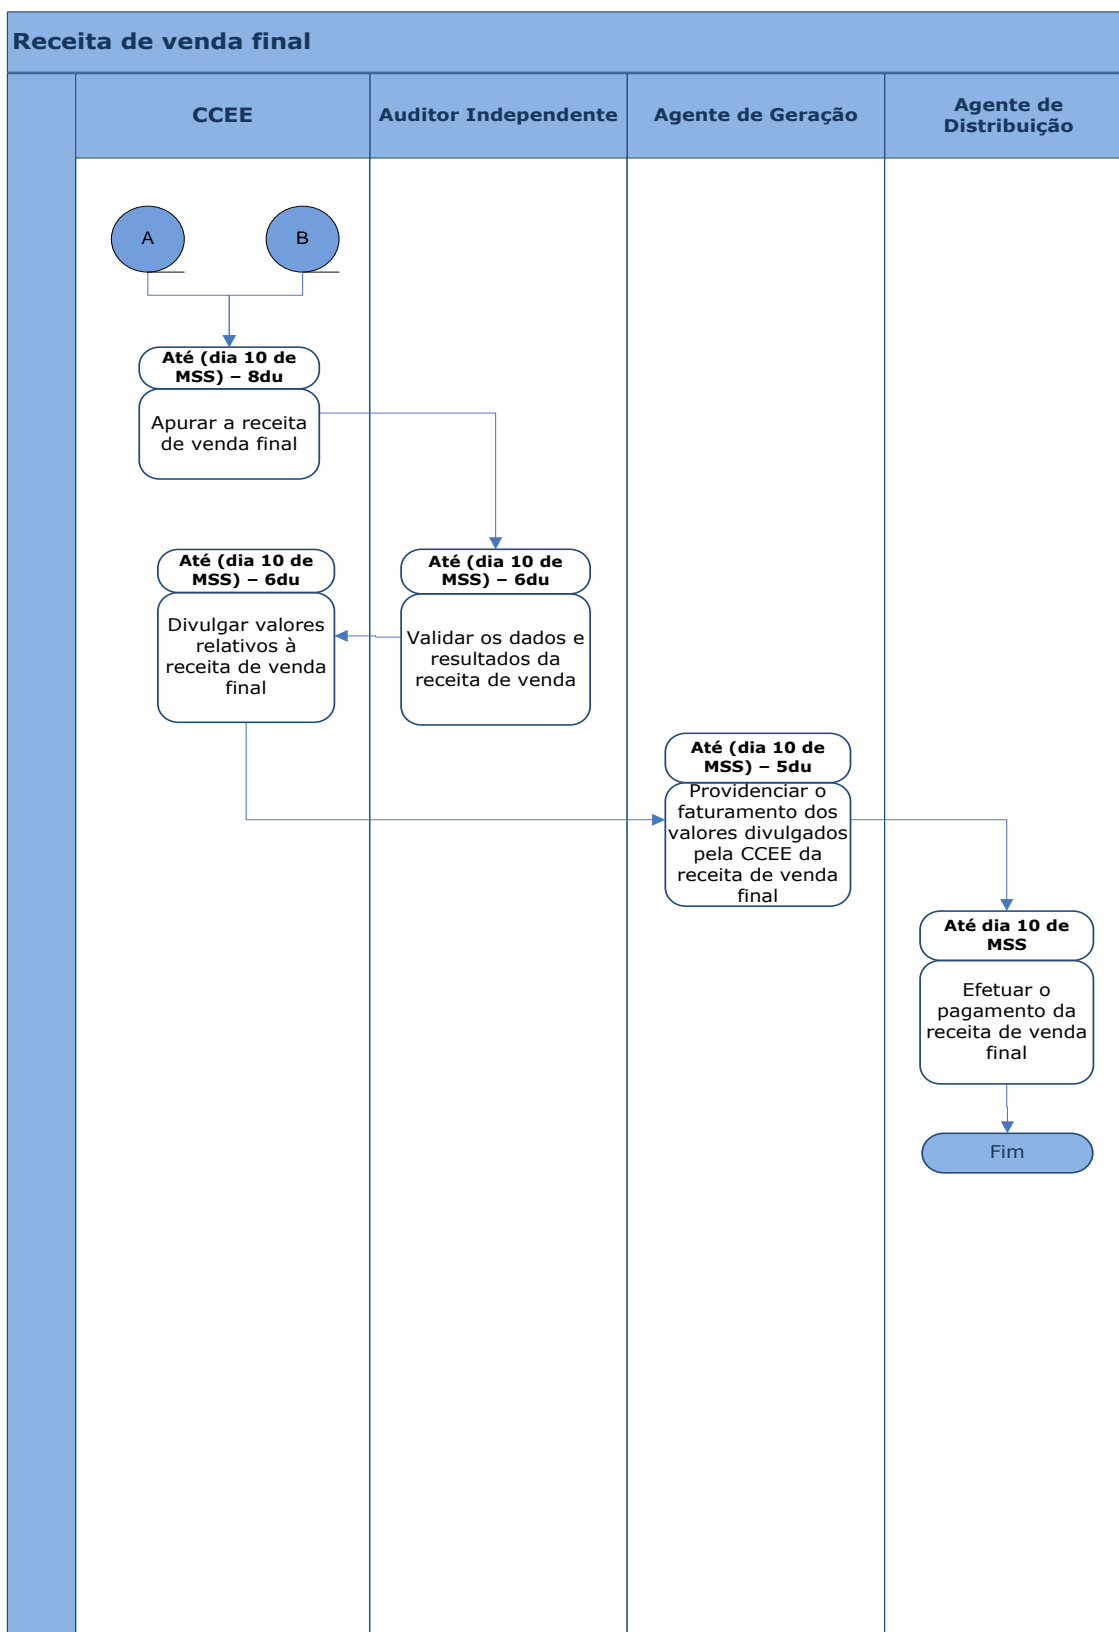 Receita de venda final
CCEE
Auditor Independente
Agente de Geração
Agente de
Distribuição
A
B
Até (dia 10 de
MSS) – 8du
Apurar a receita
de venda final
Até (dia 10 de
MSS) – 6du
Divulgar valores
relativos à
receita de venda
final
Até (dia 10 de
MSS) – 6du
Validar os dados e
resultados da
receita de venda
Até (dia 10 de
MSS) – 5du
Providenciar o
faturamento dos
valores divulgados
pela CCEE da
receita de venda
final
Até dia 10 de
MSS
Efetuar o
pagamento da
receita de venda
final
Fim